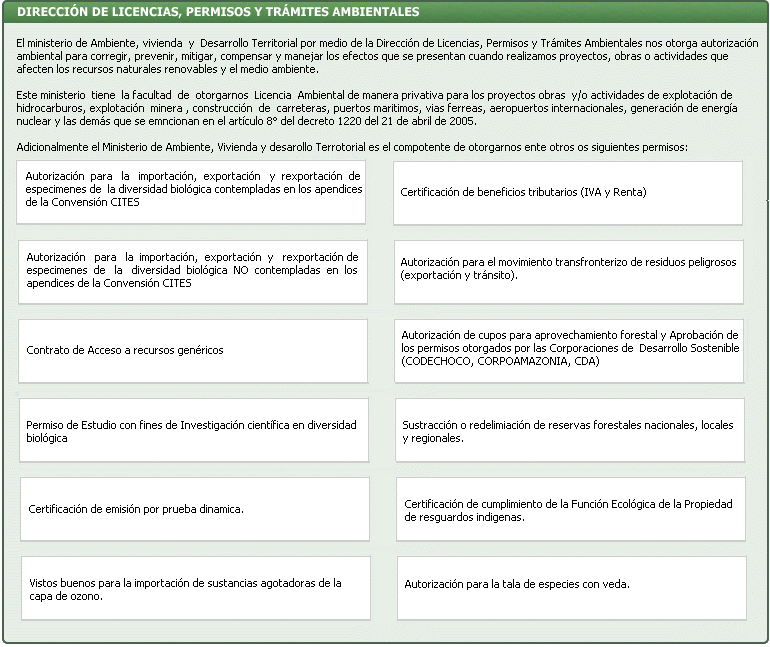 DIRECCIÓN DE LICENCIAS, PERMISOS Y TRÁMITES AMBIENTALES
El ministerio de Ambiente, vivienda y Desarrollo Territorial por medio de la Dirección de Licencias, Permisos y Trámites Ambientales nos otorga autorización
ambiental para corregir, prevenir, mitigar, compensar y manejar los efectos que se presentan cuando realizamos proyectos, obras o actividades que
afecten los recursos naturales renovables y el medio ambiente.
Este ministerio tiene la facultad de otorgarnos Licencia Ambiental de manera privativa para los proyectos obras y/o actividades de explotación de
hidrocarburos, explotación minera , construcción de carreteras, puertos maritimos, vias ferreas, aeropuertos internacionales, generación de energía
nuclear y las demás que se emncionan en el artículo 8° del decreto 1220 del 21 de abril de 2005.
Adicionalmente el Ministerio de Ambiente, Vivienda y desarollo Terrotorial es el compotente de otorgarnos ente otros os siguientes permisos:
Autorización para la importación, exportación y rexportación de
especimenes de la diversidad biológica contempladas en los apendices
de la Convención CITES
Certificación de beneficios tributarios (IVA y Renta)
Autorización para la importación, exportación y rexportación de
especimenes de la diversidad biológica NO contempladas en los
apendices de la Convención CITES
Autorización para el movimiento transfronterizo de residuos peligrosos
(exportación y tránsito).
Contrato de Acceso a recursos genéricos
Autorización de cupos para aprovechamiento forestal y Aprobación de
los permisos otorgados por las Corporaciones de Desarrollo Sostenible
(CODECHOCO, CORPOAMAZONIA, CDA)
Permiso de Estudio con fines de Investigación científica en diversidad
biológica
Sustracción o redelimiación de reservas forestales nacionales, locales
y regionales.
Certificación de emisión por prueba dinamica.
Certificación de cumplimiento de la Función Ecológica de la Propiedad
de resguardos indigenas.
Vistos buenos para la importación de sustancias agotadoras de la
capa de ozono.
Autorización para la tala de especies con veda.